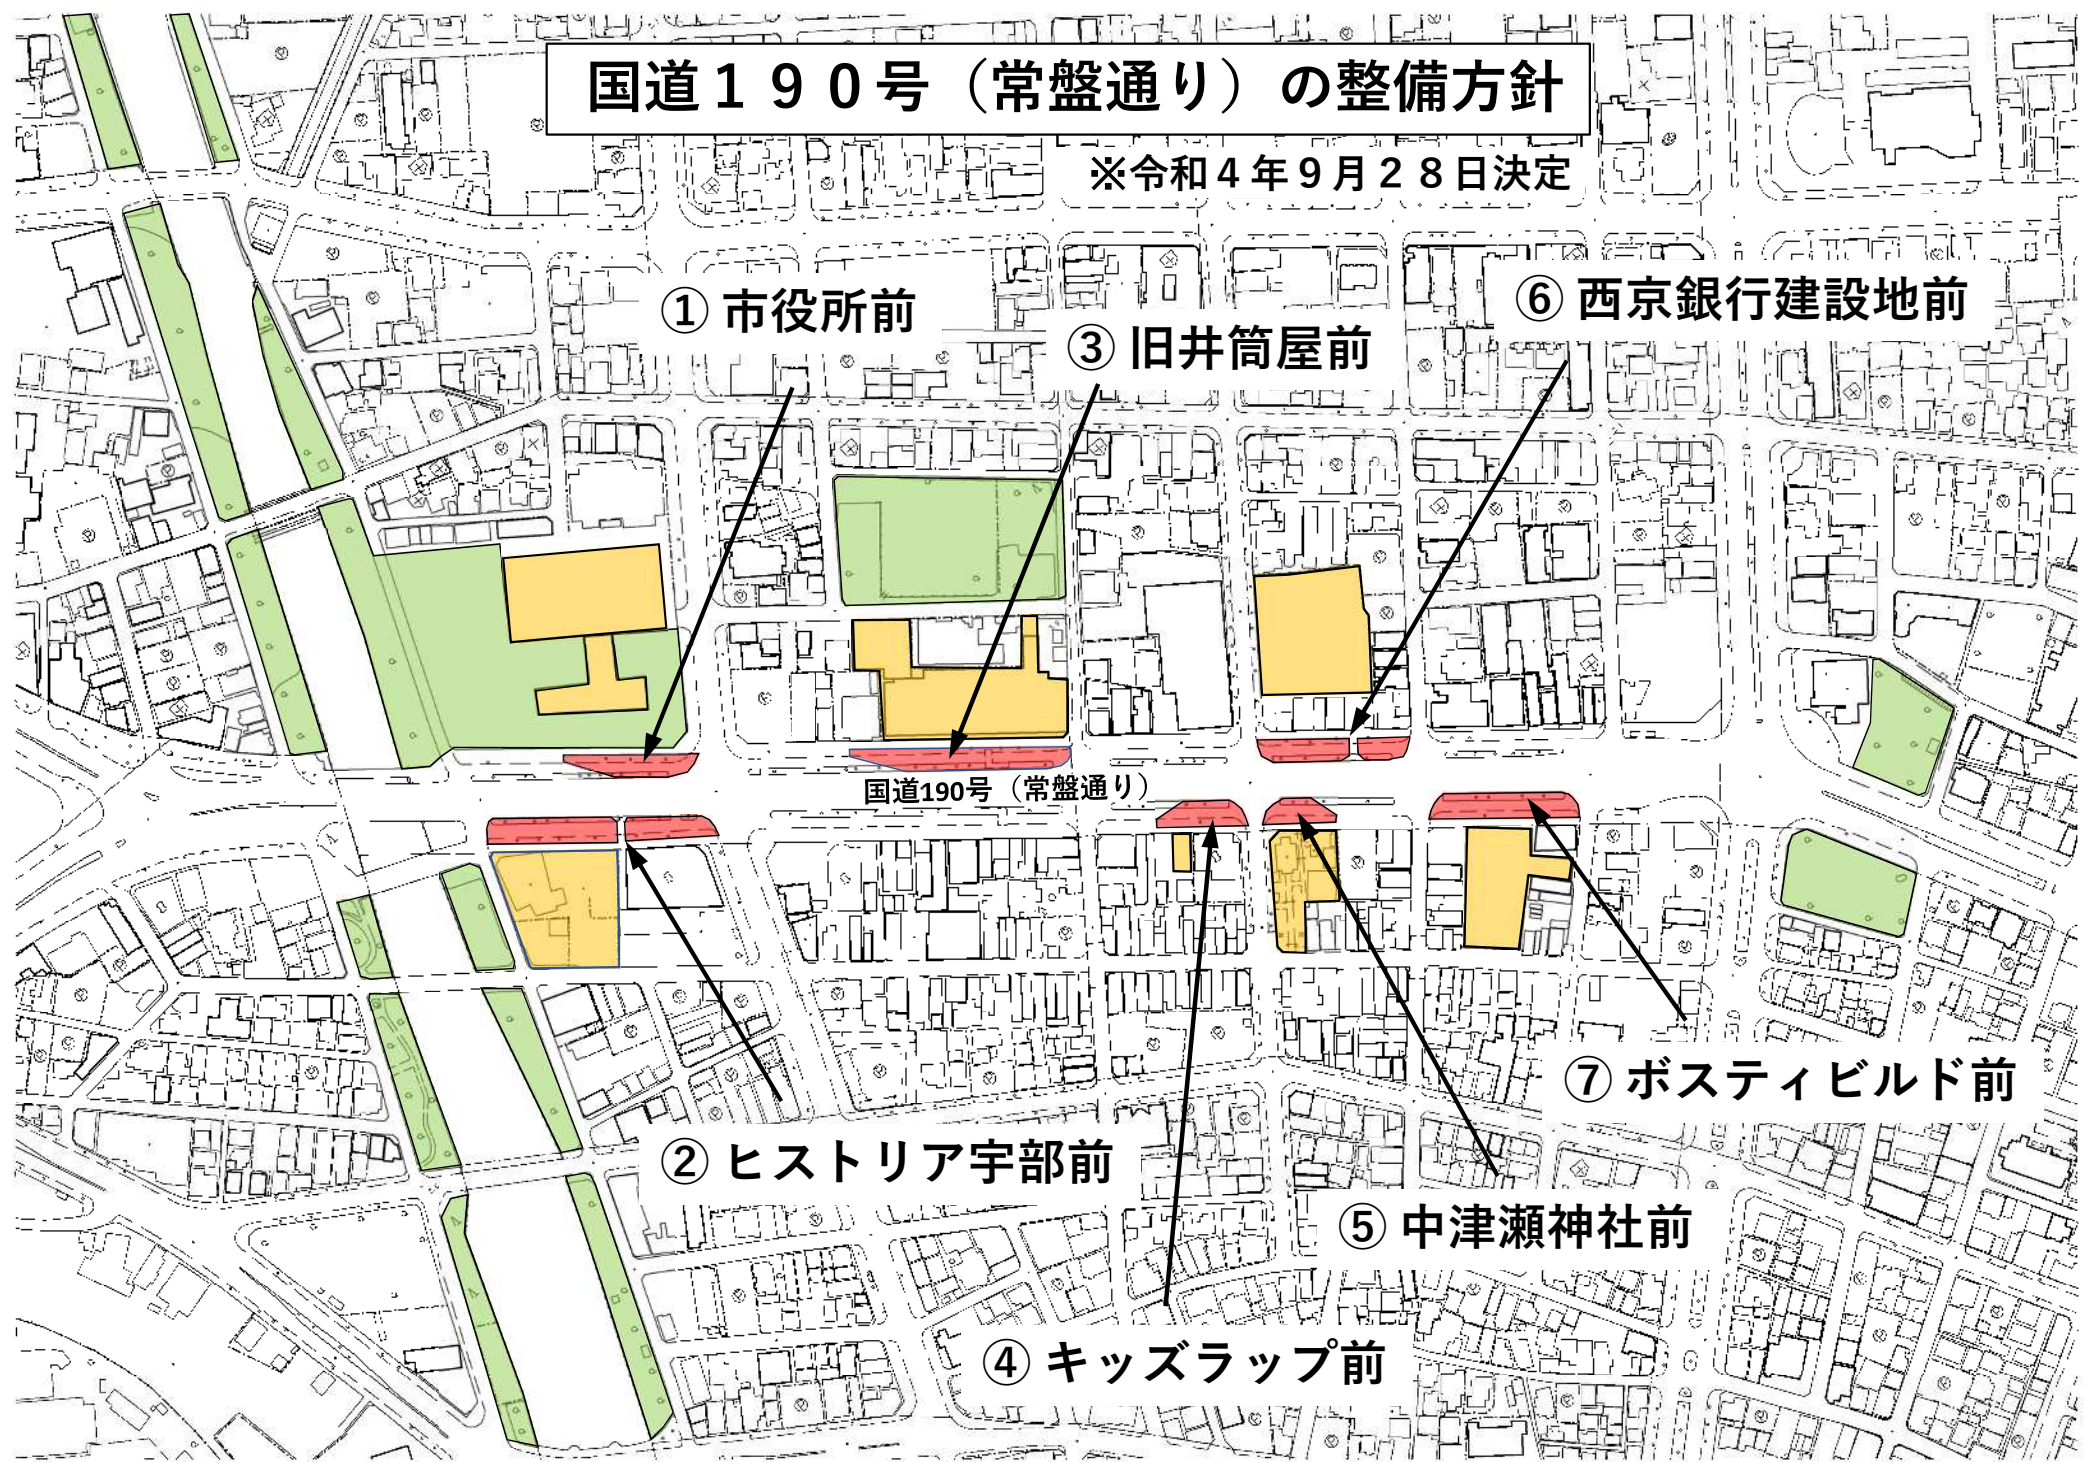 国道１９０号（常盤通り）の整備方針
※令和４年９月２８日決定
⑥ 西京銀行建設地前
① 市役所前
③ 旧井筒屋前
国道190号（常盤通り）
⑦ ボスティビルド前
② ヒストリア宇部前
⑤ 中津瀬神社前
④ キッズラップ前